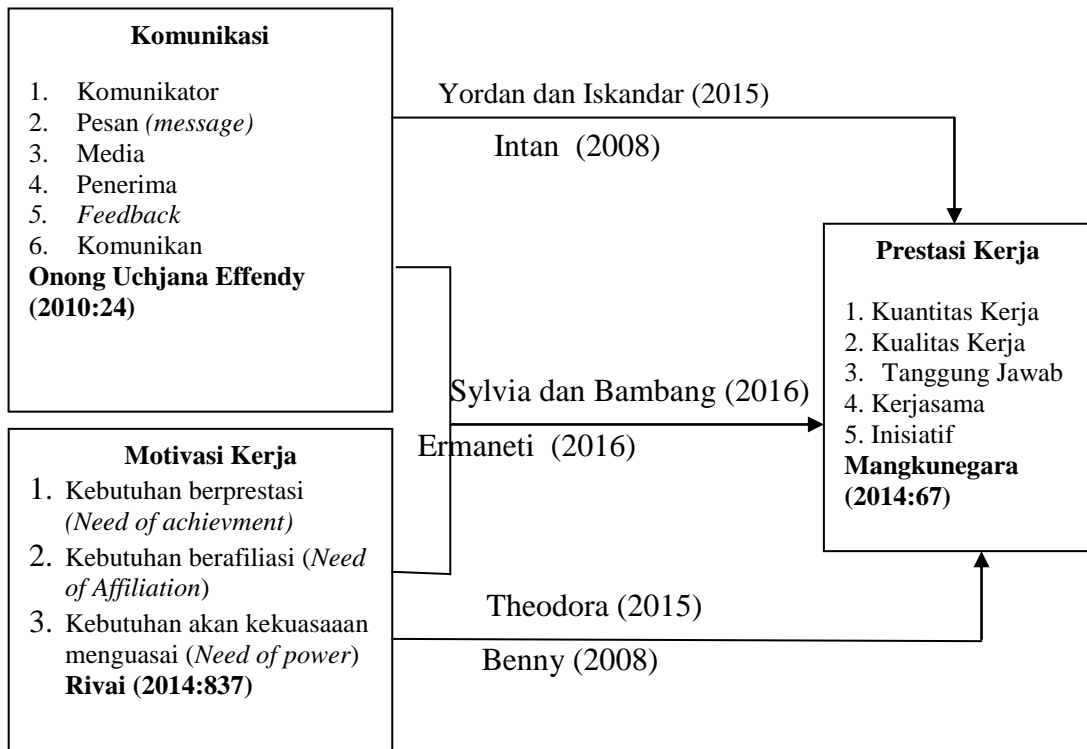 Komunikasi
1. Komunikator
2. Pesan (message)
3. Media
4. Penerima
5. Feedback
6. Komunikan
Onong Uchjana Effendy
(2010:24)
Yordan dan Iskandar (2015)
Intan (2008)
Prestasi Kerja
1. Kuantitas Kerja
2. Kualitas Kerja
3. Tanggung Jawab
4. Kerjasama
5. Inisiatif
Mangkunegara
(2014:67)
Sylvia dan Bambang (2016)
Ermaneti (2016)
Motivasi Kerja
1. Kebutuhan berprestasi
(Need of achievment)
2. Kebutuhan berafiliasi (Need
of Affiliation)
3. Kebutuhan akan kekuasaaan
menguasai (Need of power)
Rivai (2014:837)
Theodora (2015)
Benny (2008)